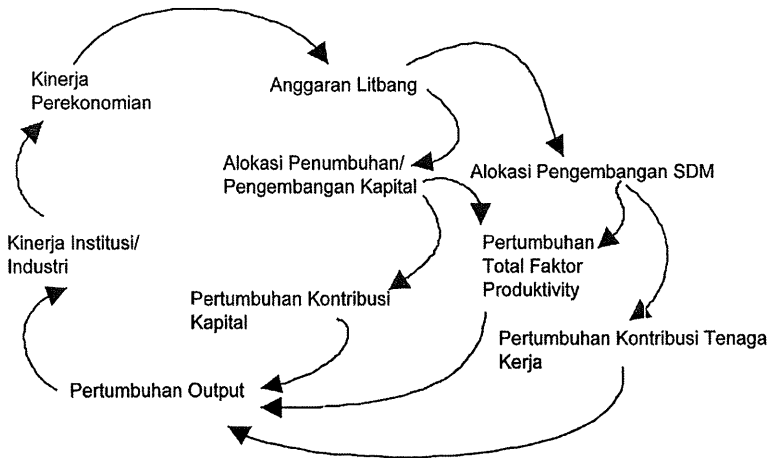 Kinerja
Perekonomian
Anggaran Litbang
Alokasi Penumbuhan/
Pengembangan Kapital
Alokasi Pengembangan SDM
Kinerja Institusi/
Industri
Pertumbuhan
Total Faktor
Produktivity
Pertumbuhan Kontribusi
Kapital
Pertumbuhan Kontribusi Tenaga
Kerja
Pertumbuhan Output